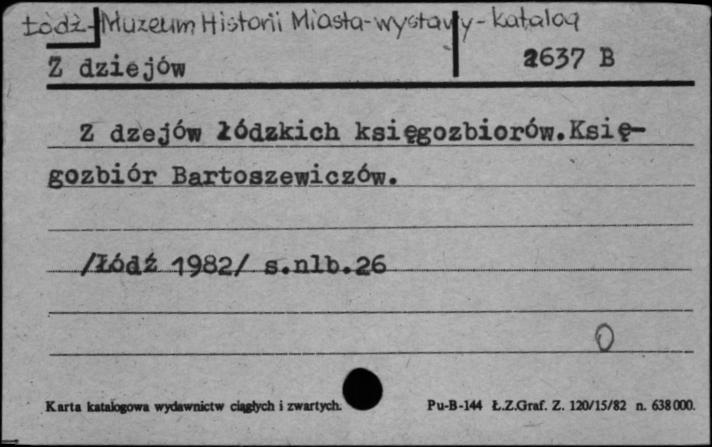 Łódź-Muzeum Historii Miasta-wystawy-katalog
Z dziejów 2637 B
Z dzejów łódzkich księgozbiorów.Księ-
gozbiór Bartoszewiczów.
/Łódź 1982/ s.nlb.26
O
Karta katalogowa wydawnictw ciągłych i zwartych. Pu-B-144 Ł.Z.Graf. Z. 120/15/82 n. 638000.